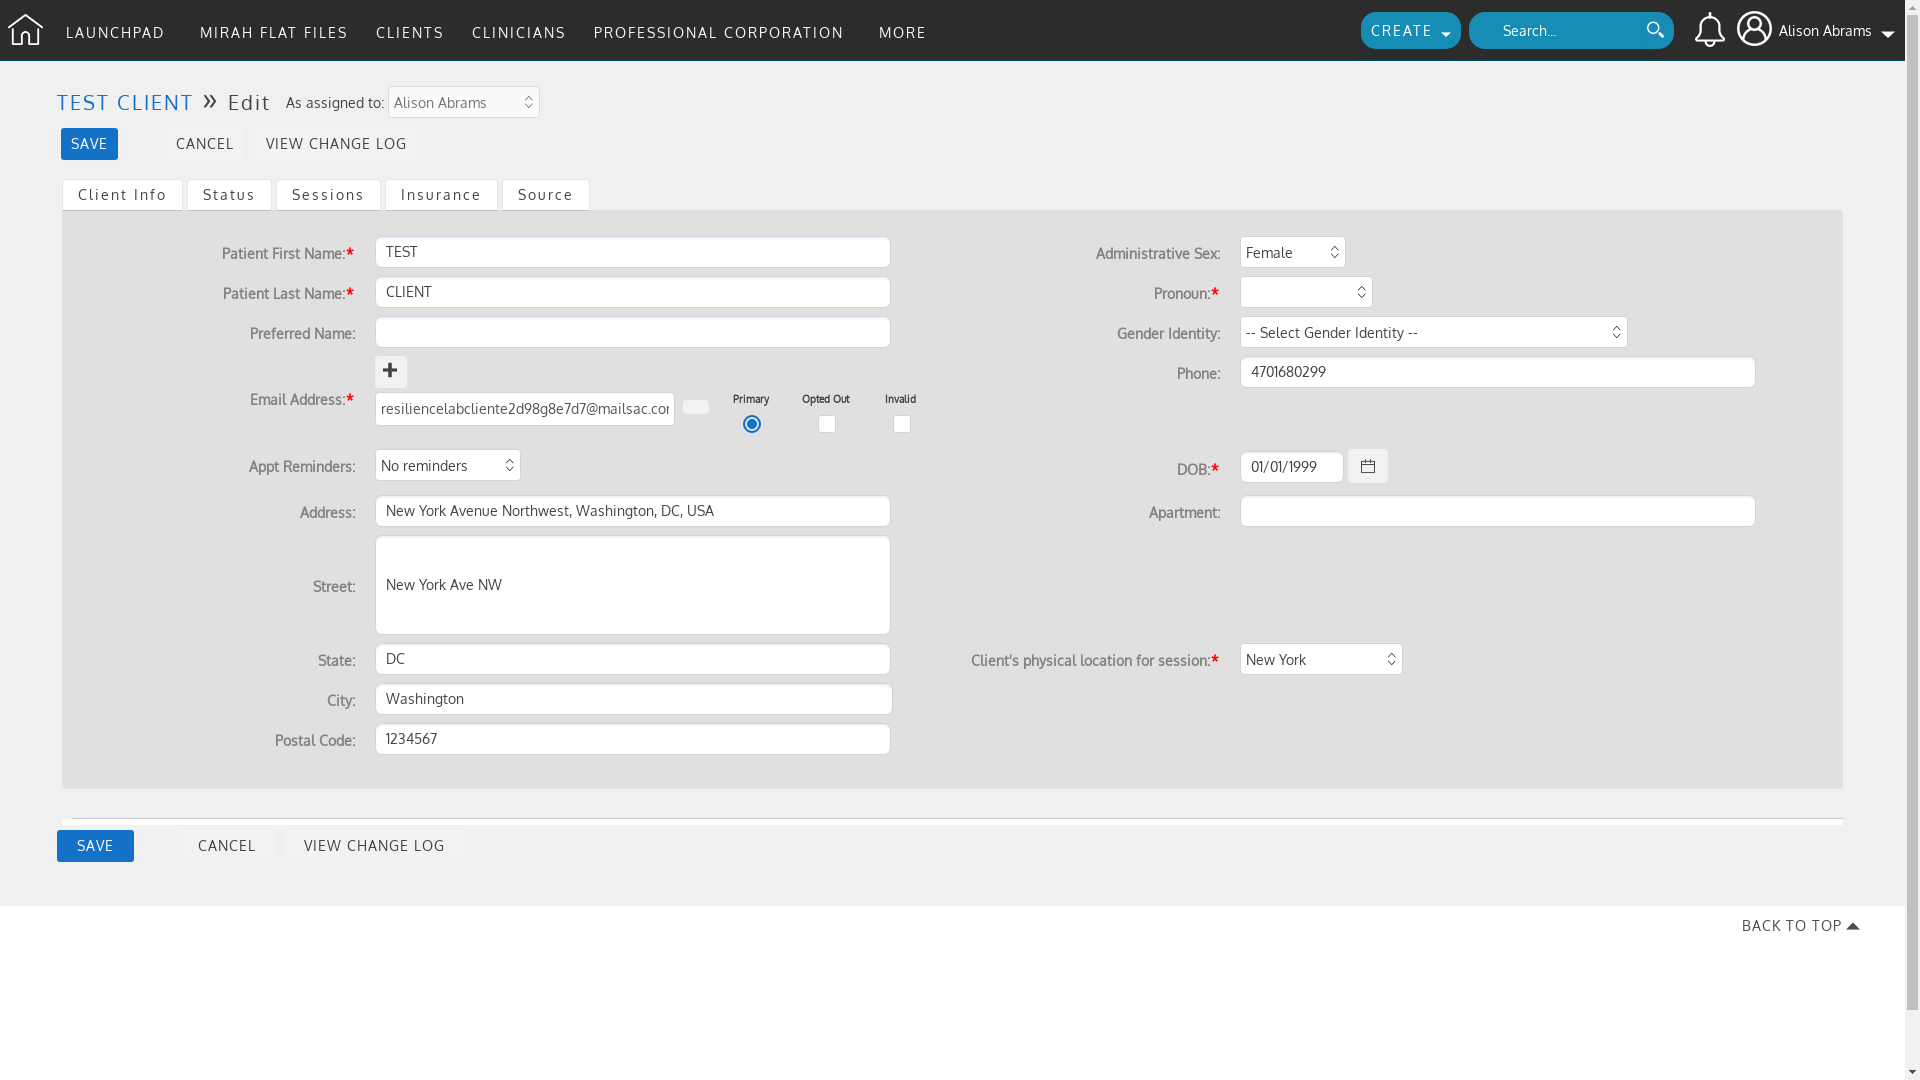 LAUNCHPAD MIRAH FLAT FILES CLIENTS CLINICIANS PROFESSIONAL CORPORATION MORE CREATE Search... Alison Abrams
TEST CLIENT » Edit As assigned to: Alison Abrams
SAVE CANCEL VIEW CHANGE LOG
Client Info Status Sessions Insurance Source
Patient First Name:* TEST Administrative Sex: Female
Patient Last Name:* CLIENT Pronoun:*
Preferred Name: Gender Identity: -- Select Gender Identity --
Phone: 4701680299
Email Address:* resiliencelabcliente2d98g8e7d7@mailsac.co Primary Opted Out Invalid
Appt Reminders: No reminders DOB:* 01/01/1999
Address: New York Avenue Northwest, Washington, DC, USA Apartment:
Street: New York Ave NW
State: DC Client's physical location for session:* New York
City: Washington
Postal Code: 1234567
SAVE CANCEL VIEW CHANGE LOG
BACK TO TOP